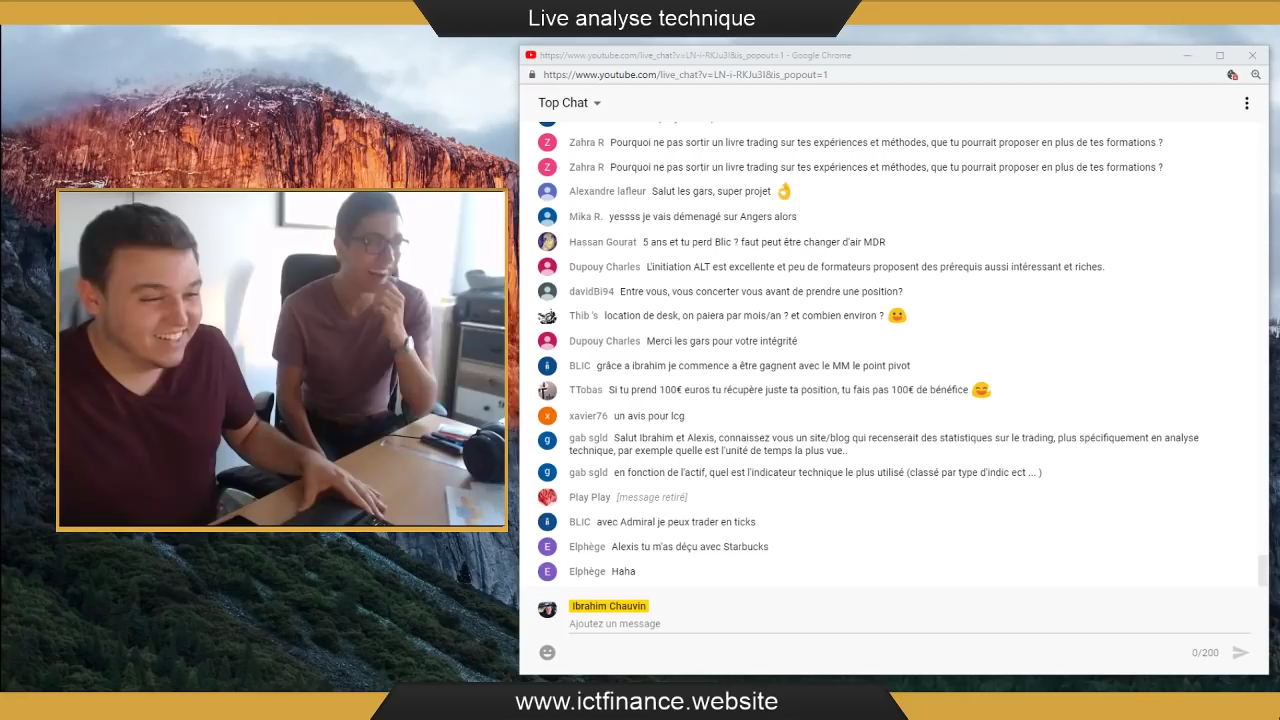 Live analyse technique
https://www.youtube.com/live_chat?v=LN-i-RKJu3I&is_popout=1 - Google Chrome
https://www.youtube.com/live_chat?v=LN-i-RKJu3I&is_popout=1
Top Chat
Z Zahra R Pourquoi ne pas sortir un livre trading sur tes expériences et méthodes, que tu pourrait proposer en plus de tes formations ?
Z Zahra R Pourquoi ne pas sortir un livre trading sur tes expériences et méthodes, que tu pourrait proposer en plus de tes formations ?
Alexandre lafleur Salut les gars, super projet 👌
Mika R. yessss je vais démenagé sur Angers alors
Hassan Gourat 5 ans et tu perd Blic ? faut peut être changer d'air MDR
Dupouy Charles L'initiation ALT est excellente et peu de formateurs proposent des prérequis aussi intéressant et riches.
davidBi94 Entre vous, vous concerter vous avant de prendre une position?
Thib 's location de desk, on paiera par mois/an ? et combien environ ? 😛
Dupouy Charles Merci les gars pour votre intégrité
BLIC grâce a ibrahim je commence a être gagnent avec le MM le point pivot
TTobas Si tu prend 100€ euros tu récupère juste ta position, tu fais pas 100€ de bénéfice 😊
x xavier76 un avis pour lcg
g gab sgld Salut Ibrahim et Alexis, connaissez vous un site/blog qui recenserait des statistiques sur le trading, plus spécifiquement en analyse
technique, par exemple quelle est l'unité de temps la plus vue..
g gab sgld en fonction de l'actif, quel est l'indicateur technique le plus utilisé (classé par type d'indic ect ... )
Play Play [message retiré]
BLIC avec Admiral je peux trader en ticks
E Elphège Alexis tu m'as déçu avec Starbucks
E Elphège Haha
Ibrahim Chauvin
Ajoutez un message
0/200
www.ictfinance.website